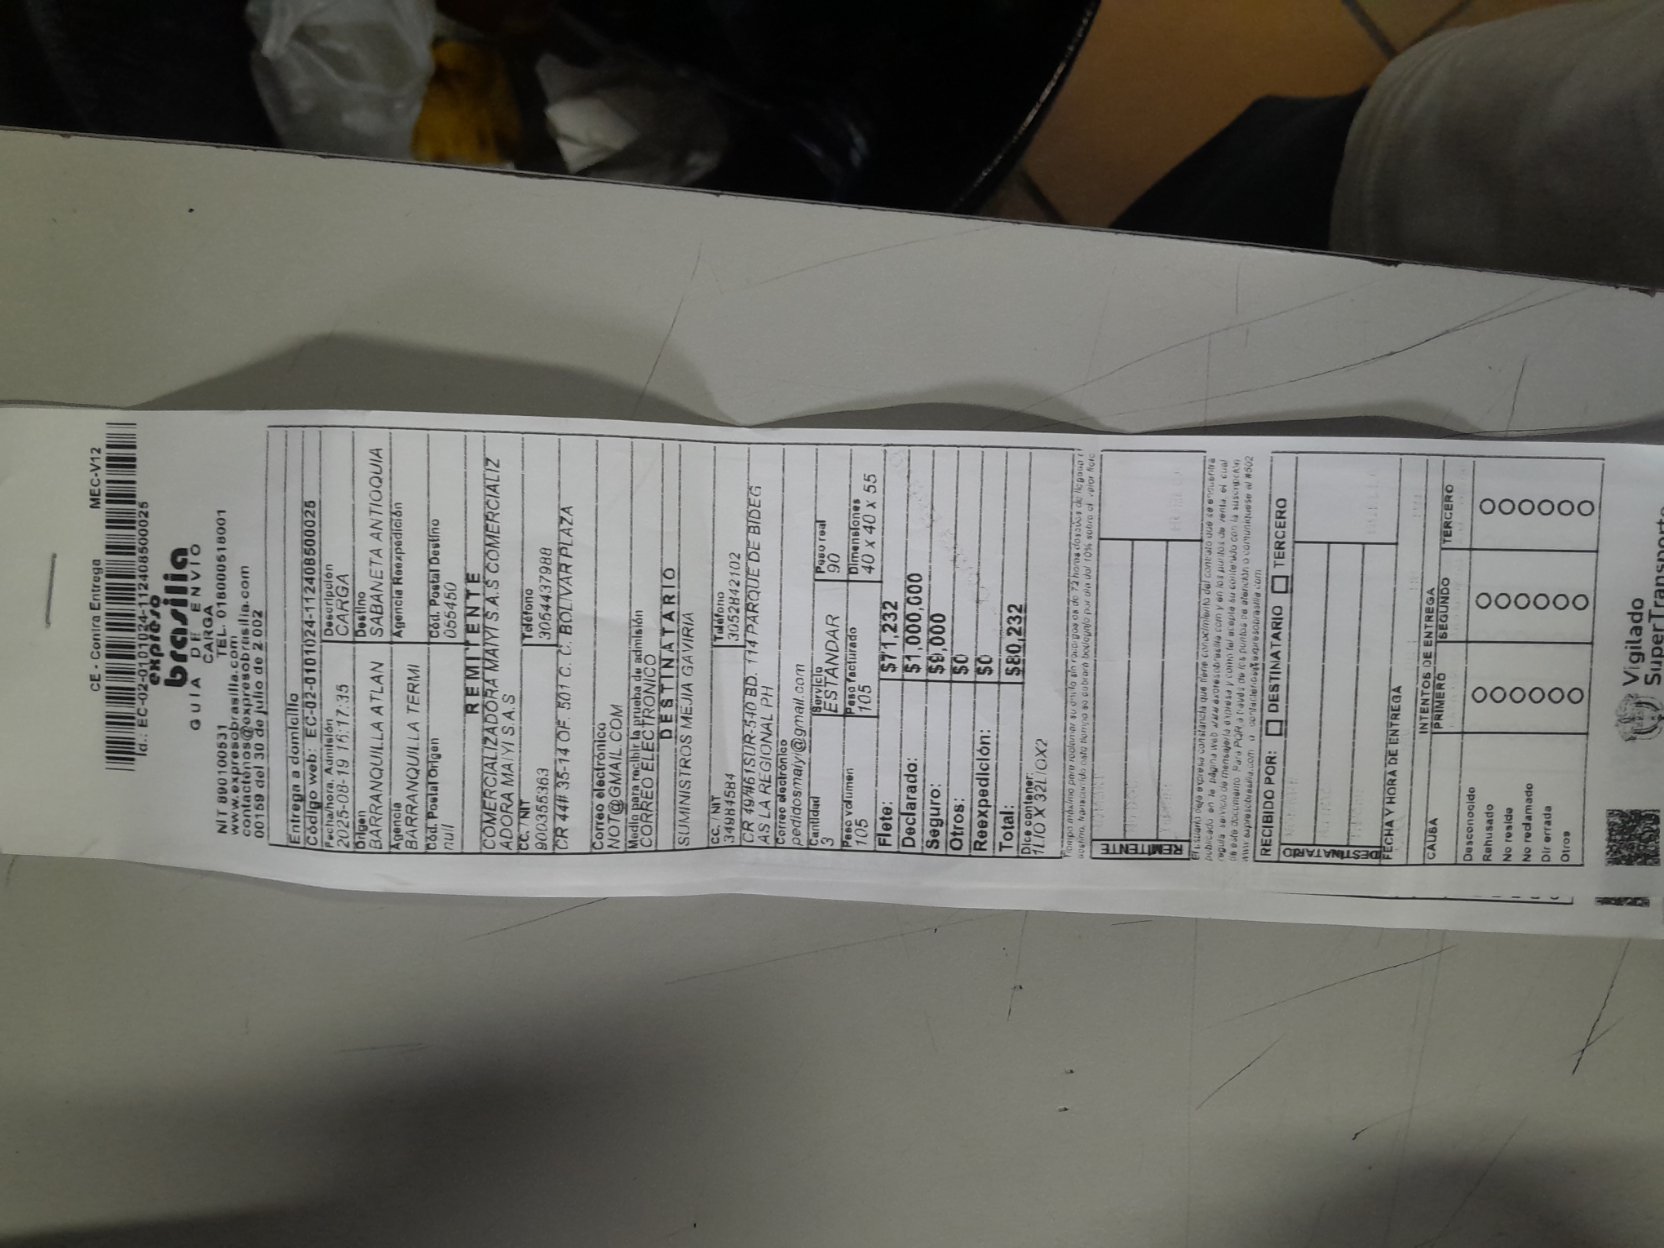 CE - Contra Entrega MEC-V12
Id.: EC-02-0101024-112408500025
expreso
brasilia
GUIA DE ENVIO
CARGA
NIT 890100531 TEL. 018000518001
www.expresobrasilia.com
contactenos@expresobrasilia.com
00159 del 30 de julio de 2 002
Entrega a domicilio
Código web: EC-02-0101024-112408500025
Fecha/hora. Admisión Descripción
2025-08-19 16:17:35 CARGA
Origen Destino
BARRANQUILLA ATLAN SABANETA ANTIOQUIA
Agencia Agencia Reexpedición
BARRANQUILLA TERMI
Cód. Postal Origen Cód. Postal Destino
null 055450
REMITENTE
COMERCIALIZADORA MAIYI S.A.S COMERCIALIZ
ADORA MAIYI S A.S
CC. / NIT Teléfono
900355363 3054437988
CR 44# 35-14 OF. 501 C. C. BOLIVAR PLAZA
Correo electrónico
NOT@GMAIL.COM
Medio para recibir la prueba de admisión
CORREO ELECTRONICO
DESTINATARIO
SUMINISTROS MEJIA GAVIRIA
CC. / NIT Teléfono
34984584 3052842102
CR 49#61SUR-540 BD. 114 PARQUE DE BIDEG
AS LA REGIONAL PH
Correo electrónico
pedidosmaiy@gmail.com
Cantidad Servicio Peso real
3 ESTANDAR 90
Peso volumen Peso facturado Dimensiones
105 105 40 x 40 x 55
Flete: $71,232
Declarado: $1,000,000
Seguro: $9,000
Otros: $0
Reexpedición: $0
Total: $80,232
Dice contener:
1L10 X 32L/OX2
REMITENTE
RECIBIDO POR: DESTINATARIO TERCERO
DESTINATARIO
FECHA Y HORA DE ENTREGA
INTENTOS DE ENTREGA
CAUSA PRIMERO SEGUNDO TERCERO
Desconocido
Rehusado
No reside
No reclamado
Dir errada
Otros
Vigilado
SuperTransporte